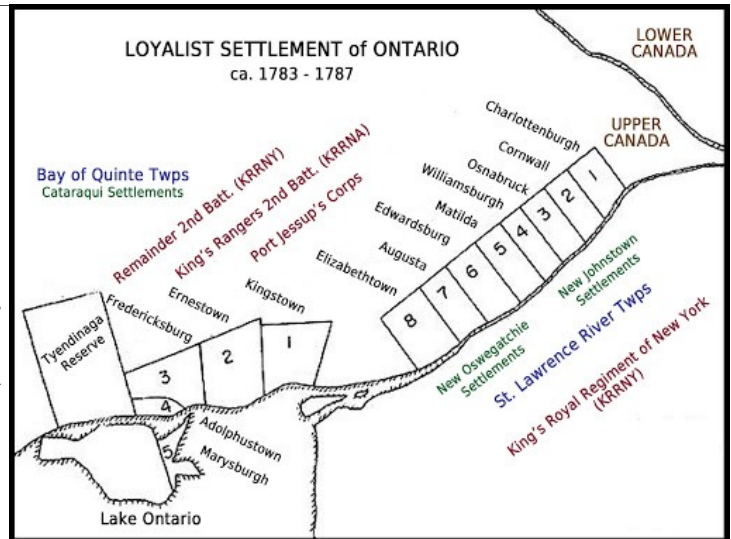 LOYALIST SETTLEMENT of ONTARIO
ca. 1783 - 1787
LOWER
CANADA
UPPER
CANADA
Bay of Quinte Twps
Cataraqui Settlements
Remainder 2nd Batt. (KRRNY)
King's Rangers 2nd Batt. (KRRNA)
Port Jessup's Corps
Charlottenburgh
Cornwall
Osnabruck
Williamsburgh
Matilda
Edwardsburg
Augusta
Elizabethtown
1
2
3
4
5
6
7
8
New Johnstown
Settlements
New Oswegatchie
Settlements
St. Lawrence River Twps
King's Royal Regiment of New York
(KRRNY)
Kingstown
Ernestown
Fredericksburg
Tyendinaga
Reserve
1
2
3
4
5
Adolphustown
Marysburgh
Lake Ontario